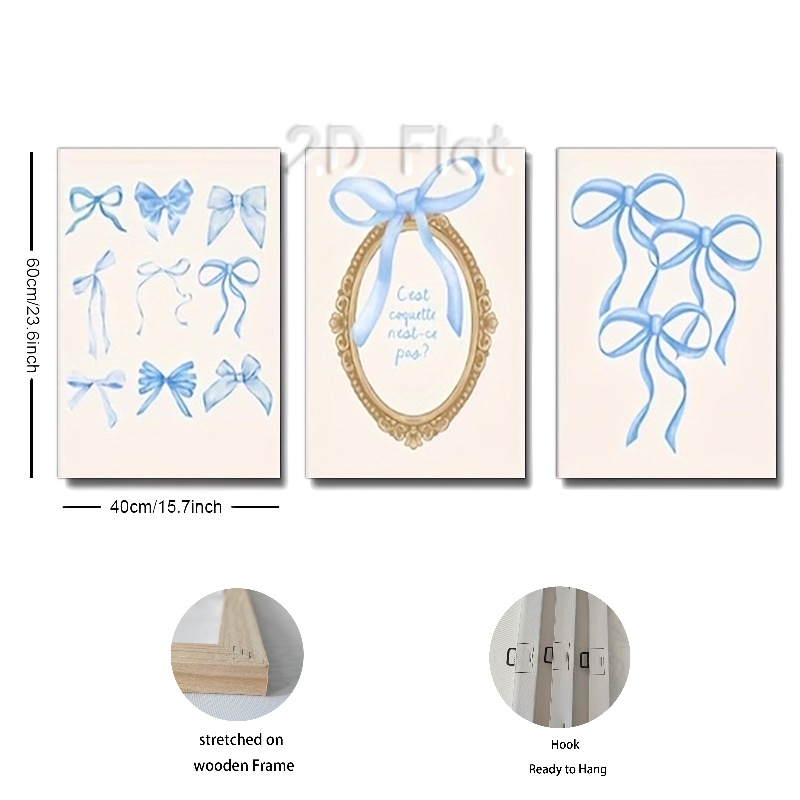 2D Flat
60cm/23.6inch
C'est
coquette
n'est-ce
pas?
40cm/15.7inch
stretched on
wooden Frame
Hook
Ready to Hang